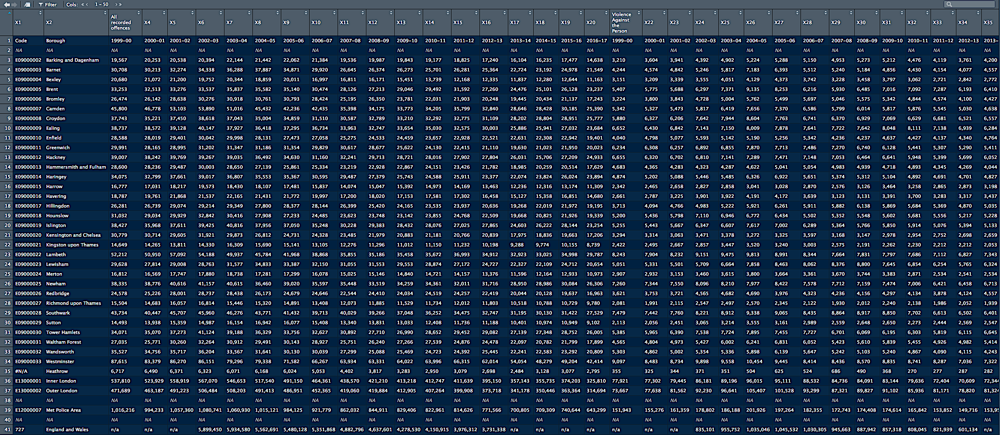 Filter Cols: « ‹ 1 – 50 › »
X1 X2 All recorded offences X4 X5 X6 X7 X8 X9 X10 X11 X12 X13 X14 X15 X16 X17 X18 X19 X20 Violence Against the Person X22 X23 X24 X25 X26 X27 X28 X29 X30 X31 X32 X33 X34 X35
1 Code Borough 1999-00 2000-01 2001-02 2002-03 2003-04 2004-05 2005-06 2006-07 2007-08 2008-09 2009-10 2010-11 2011-12 2012-13 2013-14 2014-15 2015-16 2016-17 1999-00 2000-01 2001-02 2002-03 2003-04 2004-05 2005-06 2006-07 2007-08 2008-09 2009-10 2010-11 2011-12 2012-13 2013-
2 NA NA NA NA NA NA NA NA NA NA NA NA NA NA NA NA NA NA NA NA NA NA NA NA NA NA NA NA NA NA NA NA NA NA NA
3 E09000002 Barking and Dagenham 19,567 20,253 20,538 20,394 22,144 21,442 22,062 21,384 19,536 19,987 19,843 19,177 18,825 17,240 16,104 16,235 17,477 14,638 3,210 3,604 3,941 4,392 4,902 5,224 5,288 5,150 4,953 5,273 5,212 4,476 4,119 3,761 4,200
4 E09000003 Barnet 30,708 30,213 32,274 34,338 36,288 37,887 34,871 29,920 26,645 26,374 26,273 25,701 26,281 25,364 22,724 23,192 24,978 21,549 4,244 4,574 4,842 5,246 5,817 7,183 6,393 5,512 5,240 5,184 4,856 4,430 4,154 4,077 4,557
5 E09000004 Bexley 20,680 21,072 21,200 19,752 20,344 18,859 20,011 16,997 16,811 16,171 15,451 13,739 12,168 12,335 11,837 12,280 12,644 11,163 3,151 3,209 3,339 3,555 4,051 4,129 4,373 3,742 3,228 3,458 3,797 3,062 2,721 2,842 2,772
6 E09000005 Brent 33,253 32,513 33,276 33,537 35,837 35,582 35,140 30,474 28,126 27,213 29,046 29,492 31,592 27,260 24,476 25,101 26,128 23,237 5,407 5,775 5,688 6,297 7,371 9,135 8,253 6,216 5,930 6,485 7,016 7,092 7,287 6,193 6,410
7 E09000006 Bromley 26,474 26,142 28,638 30,276 30,918 30,761 30,793 28,424 25,195 26,350 23,781 22,031 21,903 20,248 19,445 20,434 21,137 17,243 3,224 3,800 3,843 4,728 5,004 5,762 5,499 5,697 5,046 5,575 5,342 4,844 4,574 4,100 4,427
8 E09000007 Camden 45,800 46,778 53,103 53,890 51,016 45,432 42,236 42,435 35,398 34,175 33,773 34,205 35,799 32,840 28,646 28,428 30,185 25,390 5,342 5,327 5,473 5,817 6,419 7,656 7,370 6,586 5,799 6,014 5,817 5,876 5,545 5,030 4,638
9 E09000008 Croydon 37,743 35,221 37,450 38,618 37,043 35,004 34,859 31,510 30,587 32,789 33,210 32,292 32,775 31,109 28,202 28,804 28,951 25,777 5,880 6,327 6,206 7,642 7,944 8,604 7,763 6,741 6,370 6,929 7,069 6,629 6,681 6,521 6,557
10 E09000009 Ealing 38,737 38,572 39,128 40,147 37,927 36,418 37,295 36,734 33,963 32,747 33,654 35,030 32,575 30,003 25,886 25,941 27,032 23,684 6,652 6,430 6,842 7,143 7,150 8,009 7,878 7,641 7,722 7,642 8,048 8,111 7,138 6,939 6,284
11 E09000010 Enfield 28,588 28,019 29,401 30,042 29,998 28,131 27,473 27,058 25,275 24,533 24,459 23,657 22,928 22,521 22,631 22,308 22,942 19,401 4,040 4,798 5,077 5,593 5,142 5,190 5,256 5,342 4,236 4,237 4,637 4,427 4,137 4,340 4,764
12 E09000011 Greenwich 29,991 28,165 28,995 31,202 31,347 31,186 31,354 29,829 30,617 28,677 25,622 24,130 22,415 21,110 19,630 21,023 21,950 20,023 6,234 6,308 6,257 6,892 6,855 7,870 7,713 7,486 7,270 6,740 6,128 5,441 5,307 5,290 5,411
13 E09000012 Hackney 39,007 38,242 39,769 39,267 39,035 36,492 34,630 31,160 32,241 29,713 28,721 28,016 27,902 27,804 26,031 25,706 27,209 24,933 6,655 6,320 6,702 6,810 7,141 7,289 7,471 7,148 7,053 6,464 6,641 5,948 5,399 5,699 6,052
14 E09000013 Hammersmith and Fulham 28,600 28,236 29,487 30,003 28,650 27,139 25,861 25,334 23,219 22,928 22,867 24,151 23,426 21,782 18,985 20,259 20,514 17,629 4,683 4,365 4,283 4,323 4,287 4,622 5,041 5,054 4,983 4,939 4,718 4,893 4,345 4,269 4,044
15 E09000014 Haringey 34,075 32,799 37,661 39,017 36,807 35,553 35,367 30,595 29,487 27,379 25,743 24,588 25,911 23,377 22,074 23,824 26,024 23,894 4,874 5,202 5,088 5,446 5,485 6,326 6,922 5,651 5,374 5,312 5,104 4,892 4,691 4,701 4,827
16 E09000015 Harrow 16,777 17,031 18,217 19,573 18,430 18,107 17,481 15,837 14,074 15,047 15,392 14,973 14,169 13,463 12,236 12,316 13,174 11,309 2,342 2,465 2,658 2,827 2,858 3,041 3,028 2,870 2,576 3,126 3,464 3,258 2,865 2,873 3,198
17 E09000016 Havering 18,787 19,761 21,868 21,537 22,165 21,431 21,772 19,997 17,200 18,020 17,153 17,581 17,302 16,458 15,127 15,358 16,851 14,680 2,661 2,787 3,225 3,901 3,922 4,191 4,172 3,639 3,123 3,131 3,391 3,700 3,283 3,317 3,437
18 E09000017 Hillingdon 26,281 26,739 29,074 29,214 29,349 27,800 28,377 28,144 26,399 25,420 24,165 23,535 23,937 20,636 19,268 22,019 21,972 19,195 3,713 4,094 4,766 4,983 5,222 5,921 6,261 5,911 5,882 6,138 5,869 5,684 5,369 4,870 5,035
19 E09000018 Hounslow 31,032 29,034 29,929 32,842 30,416 27,908 27,233 24,485 23,623 23,748 23,142 23,855 24,768 22,509 19,668 20,825 21,926 19,339 5,200 5,436 5,798 7,110 6,946 6,772 6,434 5,502 5,352 5,548 5,602 5,681 5,556 5,217 5,228
20 E09000019 Islington 38,427 35,968 37,611 39,425 40,816 37,956 37,050 35,248 30,228 29,383 28,432 28,076 27,025 27,865 24,603 26,222 28,144 23,254 5,255 5,443 5,667 6,347 6,607 7,617 7,002 6,289 5,364 5,766 5,850 5,914 5,076 5,394 5,133
21 E09000020 Kensington and Chelsea 30,779 30,714 29,605 31,921 29,873 26,812 24,731 24,328 23,485 21,979 20,883 21,181 20,766 20,839 17,975 18,836 19,663 17,206 3,294 3,314 3,063 3,471 3,378 3,272 3,325 3,597 3,168 3,147 2,978 2,954 2,752 2,698 2,659
22 E09000021 Kingston upon Thames 14,649 14,265 13,811 14,330 16,309 15,690 15,141 13,105 12,276 11,296 11,012 11,150 11,232 10,198 9,288 9,774 10,155 8,739 2,422 2,495 2,667 2,857 3,447 3,520 3,240 3,003 2,575 2,191 2,262 2,230 2,212 2,212 2,053
23 E09000022 Lambeth 52,212 50,950 57,092 54,188 49,937 45,784 41,968 38,868 35,855 35,186 35,458 35,672 36,993 34,912 32,923 33,025 34,998 29,787 8,243 7,904 8,232 9,151 9,475 9,813 8,991 8,344 7,664 7,831 7,797 7,686 7,112 6,827 7,343
24 E09000023 Lewisham 29,628 27,814 29,008 28,763 31,577 34,833 33,387 32,150 31,055 31,553 29,553 28,874 27,172 24,727 22,327 22,109 24,712 20,654 5,051 5,331 5,501 5,709 6,664 7,858 8,463 8,062 8,376 8,800 7,645 6,854 6,254 5,765 6,324
25 E09000024 Merton 16,812 16,569 17,747 17,880 18,738 17,281 17,299 16,078 15,025 15,146 14,840 14,721 14,157 13,376 11,596 12,164 12,933 10,973 2,907 2,932 3,153 3,460 3,615 3,800 3,664 3,361 3,670 3,744 3,383 2,871 2,534 2,541 2,534
26 E09000025 Newham 38,335 38,776 40,616 41,157 40,615 36,460 39,020 35,597 35,448 33,519 34,259 34,361 32,011 31,716 28,950 28,986 30,084 26,306 7,260 7,344 7,550 8,096 8,210 7,977 8,422 7,578 7,712 7,159 7,474 7,006 6,421 6,458 6,713
27 E09000026 Redbridge 24,578 25,226 28,001 28,737 28,438 26,173 24,679 24,646 22,544 24,410 24,034 24,519 24,257 22,419 20,044 20,128 19,637 16,963 3,621 3,753 3,721 4,565 4,682 4,690 3,976 4,323 4,236 4,156 4,297 4,134 3,878 4,124 4,557
28 E09000027 Richmond upon Thames 15,504 14,683 16,057 16,814 15,446 15,320 14,891 13,408 12,073 11,885 11,529 11,734 12,012 11,803 10,518 10,788 10,729 9,780 2,081 1,991 2,115 2,547 2,497 2,570 2,345 2,122 1,930 2,012 2,240 2,138 1,986 2,052 1,939
29 E09000028 Southwark 43,734 40,447 45,707 45,960 46,276 43,771 41,432 39,713 40,029 39,266 37,048 36,252 34,475 32,747 31,195 30,130 31,422 27,529 7,479 7,442 7,760 8,221 8,912 9,338 9,065 8,435 8,864 8,917 8,850 7,702 6,613 6,502 6,401
30 E09000029 Sutton 14,493 13,938 15,359 14,987 16,154 16,942 16,077 15,408 13,340 13,831 13,033 12,408 11,736 11,188 10,401 10,974 10,949 9,102 2,113 2,056 2,451 3,065 3,214 3,555 3,161 2,989 2,559 2,648 2,650 2,273 2,444 2,569 2,547
31 E09000030 Tower Hamlets 34,071 35,070 37,273 41,124 39,188 36,329 33,756 32,627 30,892 27,710 26,990 28,652 29,452 29,082 27,139 27,348 28,752 26,005 5,385 5,965 6,390 7,538 7,724 7,895 7,455 7,727 6,701 6,069 6,195 6,303 5,819 6,115 6,645
32 E09000031 Waltham Forest 27,035 25,771 30,260 32,264 30,912 29,491 30,143 28,927 25,751 26,240 27,266 27,539 24,876 24,478 22,097 20,782 21,799 17,899 4,565 4,804 4,973 5,427 6,002 6,241 6,831 6,052 5,423 5,610 5,839 5,455 4,926 4,982 5,414
33 E09000032 Wandsworth 35,527 34,756 35,717 36,204 33,567 31,641 30,130 30,039 27,299 25,088 25,469 24,723 24,392 25,445 22,241 22,583 23,292 20,809 5,303 4,862 5,002 5,354 5,336 5,898 6,139 5,647 5,242 5,103 5,240 4,867 4,090 4,115 4,243
34 E09000033 Westminster 87,615 83,379 86,270 86,151 79,296 79,338 71,582 66,267 63,934 63,331 64,022 63,996 66,315 62,014 54,054 48,279 49,204 42,414 9,097 8,483 8,734 9,898 9,558 10,454 9,445 8,414 8,436 8,570 8,835 8,741 8,287 7,036 7,322
35 #N/A Heathrow 6,717 6,490 6,371 6,323 6,071 6,168 6,024 5,053 4,402 3,817 3,283 2,950 3,079 2,698 2,484 3,128 3,077 2,795 355 325 344 371 351 504 625 524 686 490 368 270 277 287 282
36 E13000001 Inner London 537,810 523,929 558,919 567,070 546,653 517,540 491,150 464,361 438,570 421,210 413,218 412,747 411,639 395,150 357,143 355,735 374,203 325,810 77,921 77,302 79,445 86,181 89,196 96,015 95,111 88,532 84,736 84,091 83,144 79,636 72,404 70,609 72,344
37 E13000002 Outer London 471,689 463,187 491,223 506,484 508,203 491,413 486,951 452,365 419,060 419,884 412,905 407,264 399,908 373,718 341,178 350,446 363,364 314,694 73,667 77,638 81,562 92,230 96,641 105,407 101,528 93,299 87,321 89,827 91,102 85,936 81,171 78,820 81,324
38 NA NA NA NA NA NA NA NA NA NA NA NA NA NA NA NA NA NA NA NA NA NA NA NA NA NA NA NA NA NA NA NA NA NA NA
39 E12000007 Met Police Area 1,016,216 994,233 1,057,360 1,080,741 1,060,930 1,015,121 984,125 921,779 862,032 844,911 829,406 822,961 814,626 771,566 700,805 709,309 740,644 643,299 151,943 155,276 161,359 178,802 186,188 201,926 197,264 182,355 172,743 174,408 174,614 165,842 153,852 149,716 153,95
40 NA NA NA NA NA NA NA NA NA NA NA NA NA NA NA NA NA NA NA NA NA NA NA NA NA NA NA NA NA NA NA NA NA NA NA
41 727 England and Wales n/a n/a n/a 5,899,450 5,934,580 5,562,691 5,480,128 5,351,868 4,882,796 4,637,601 4,278,530 4,150,915 3,976,312 3,731,338 n/a n/a n/a n/a n/a n/a n/a 835,101 955,752 1,035,046 1,045,532 1,030,305 945,663 887,942 857,318 808,045 821,939 601,134 n/a